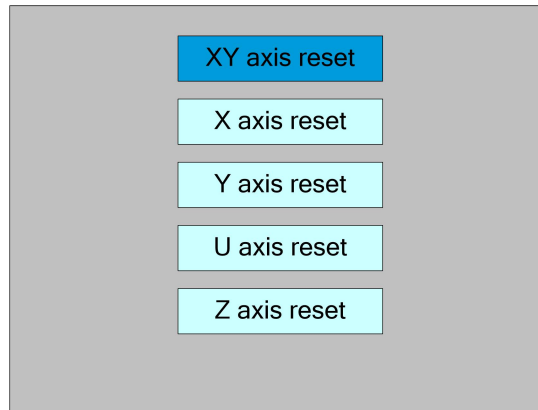 XY axis reset
X axis reset
Y axis reset
U axis reset
Z axis reset